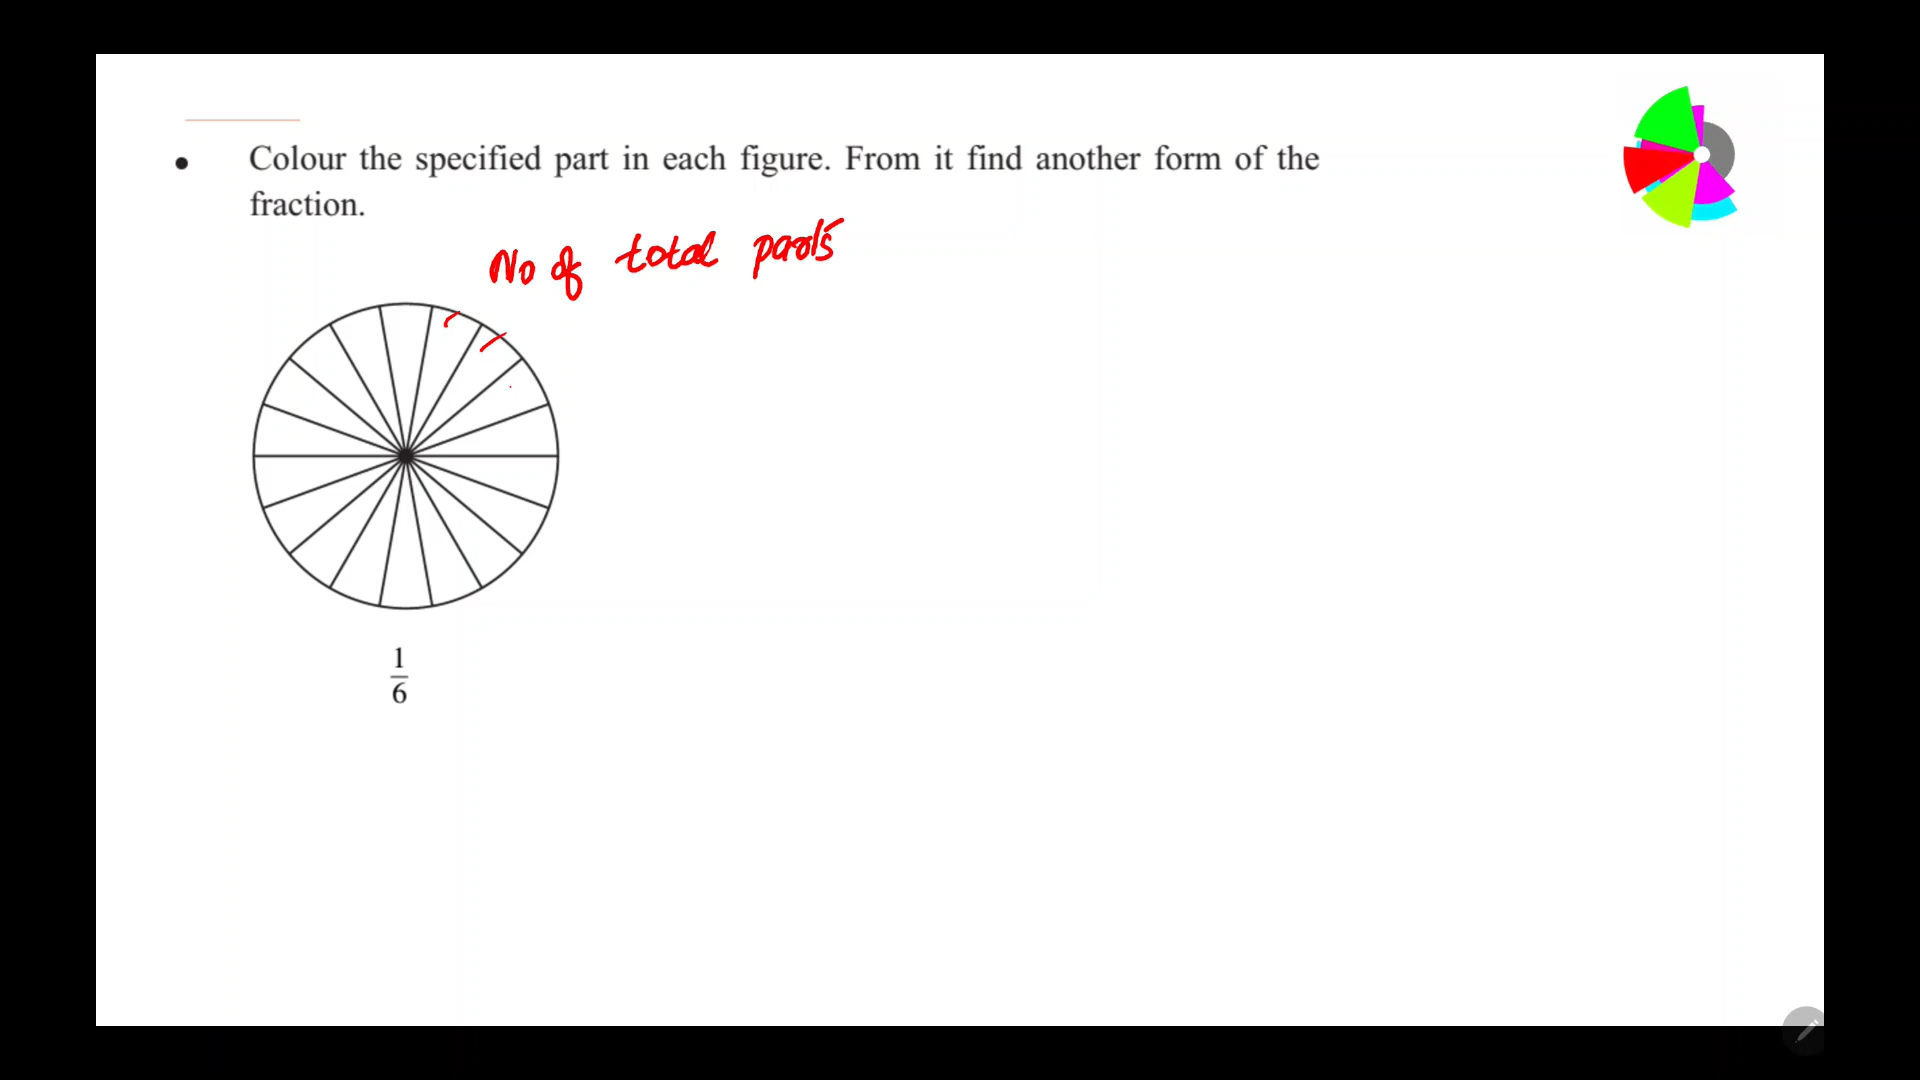 • Colour the specified part in each figure. From it find another form of the
fraction.
No of total parts
1
6